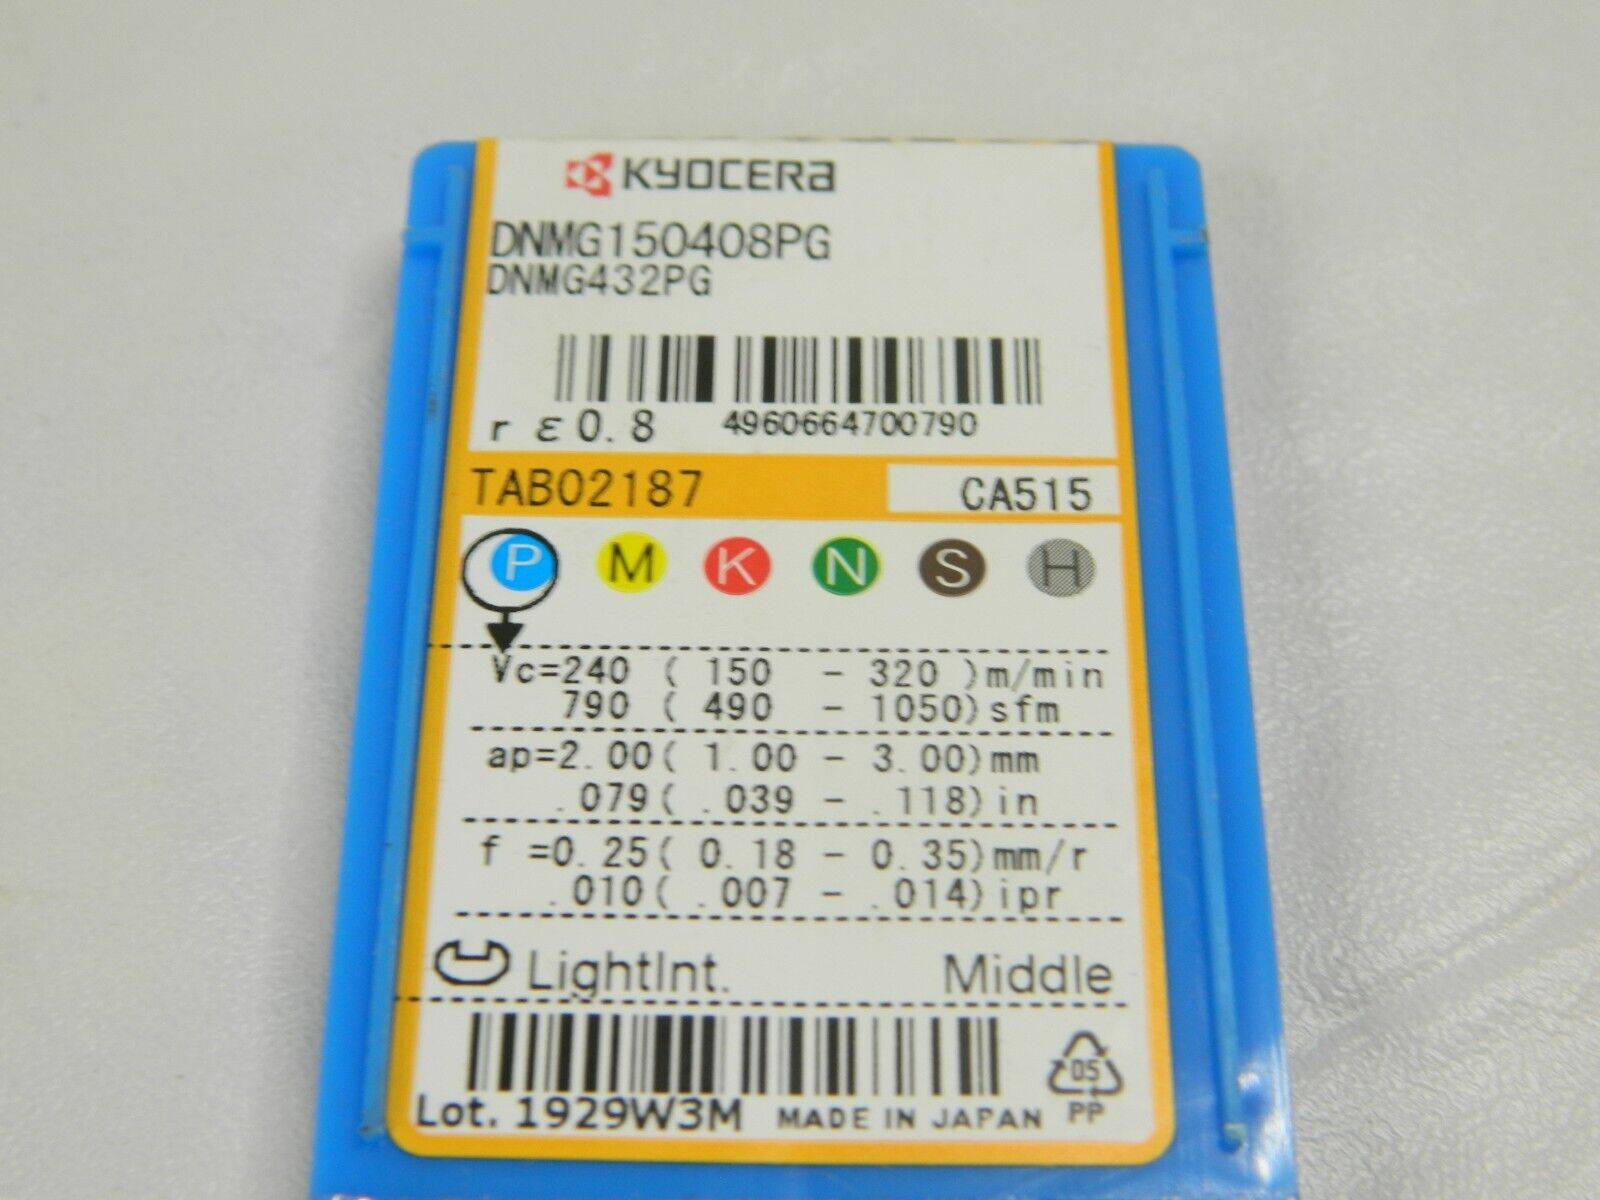 KYOCERA
DNMG150408PG
DNMG432PG
rε0.8 4960664700790
TAB02187 CA515
P M K N S H
Vc=240 ( 150 - 320 )m/min
790 ( 490 - 1050)sfm
ap=2.00( 1.00 - 3.00)mm
.079( .039 - .118)in
f =0.25( 0.18 - 0.35)mm/r
.010( .007 - .014)ipr
LightInt. Middle
05
Lot. 1929W3M MADE IN JAPAN PP